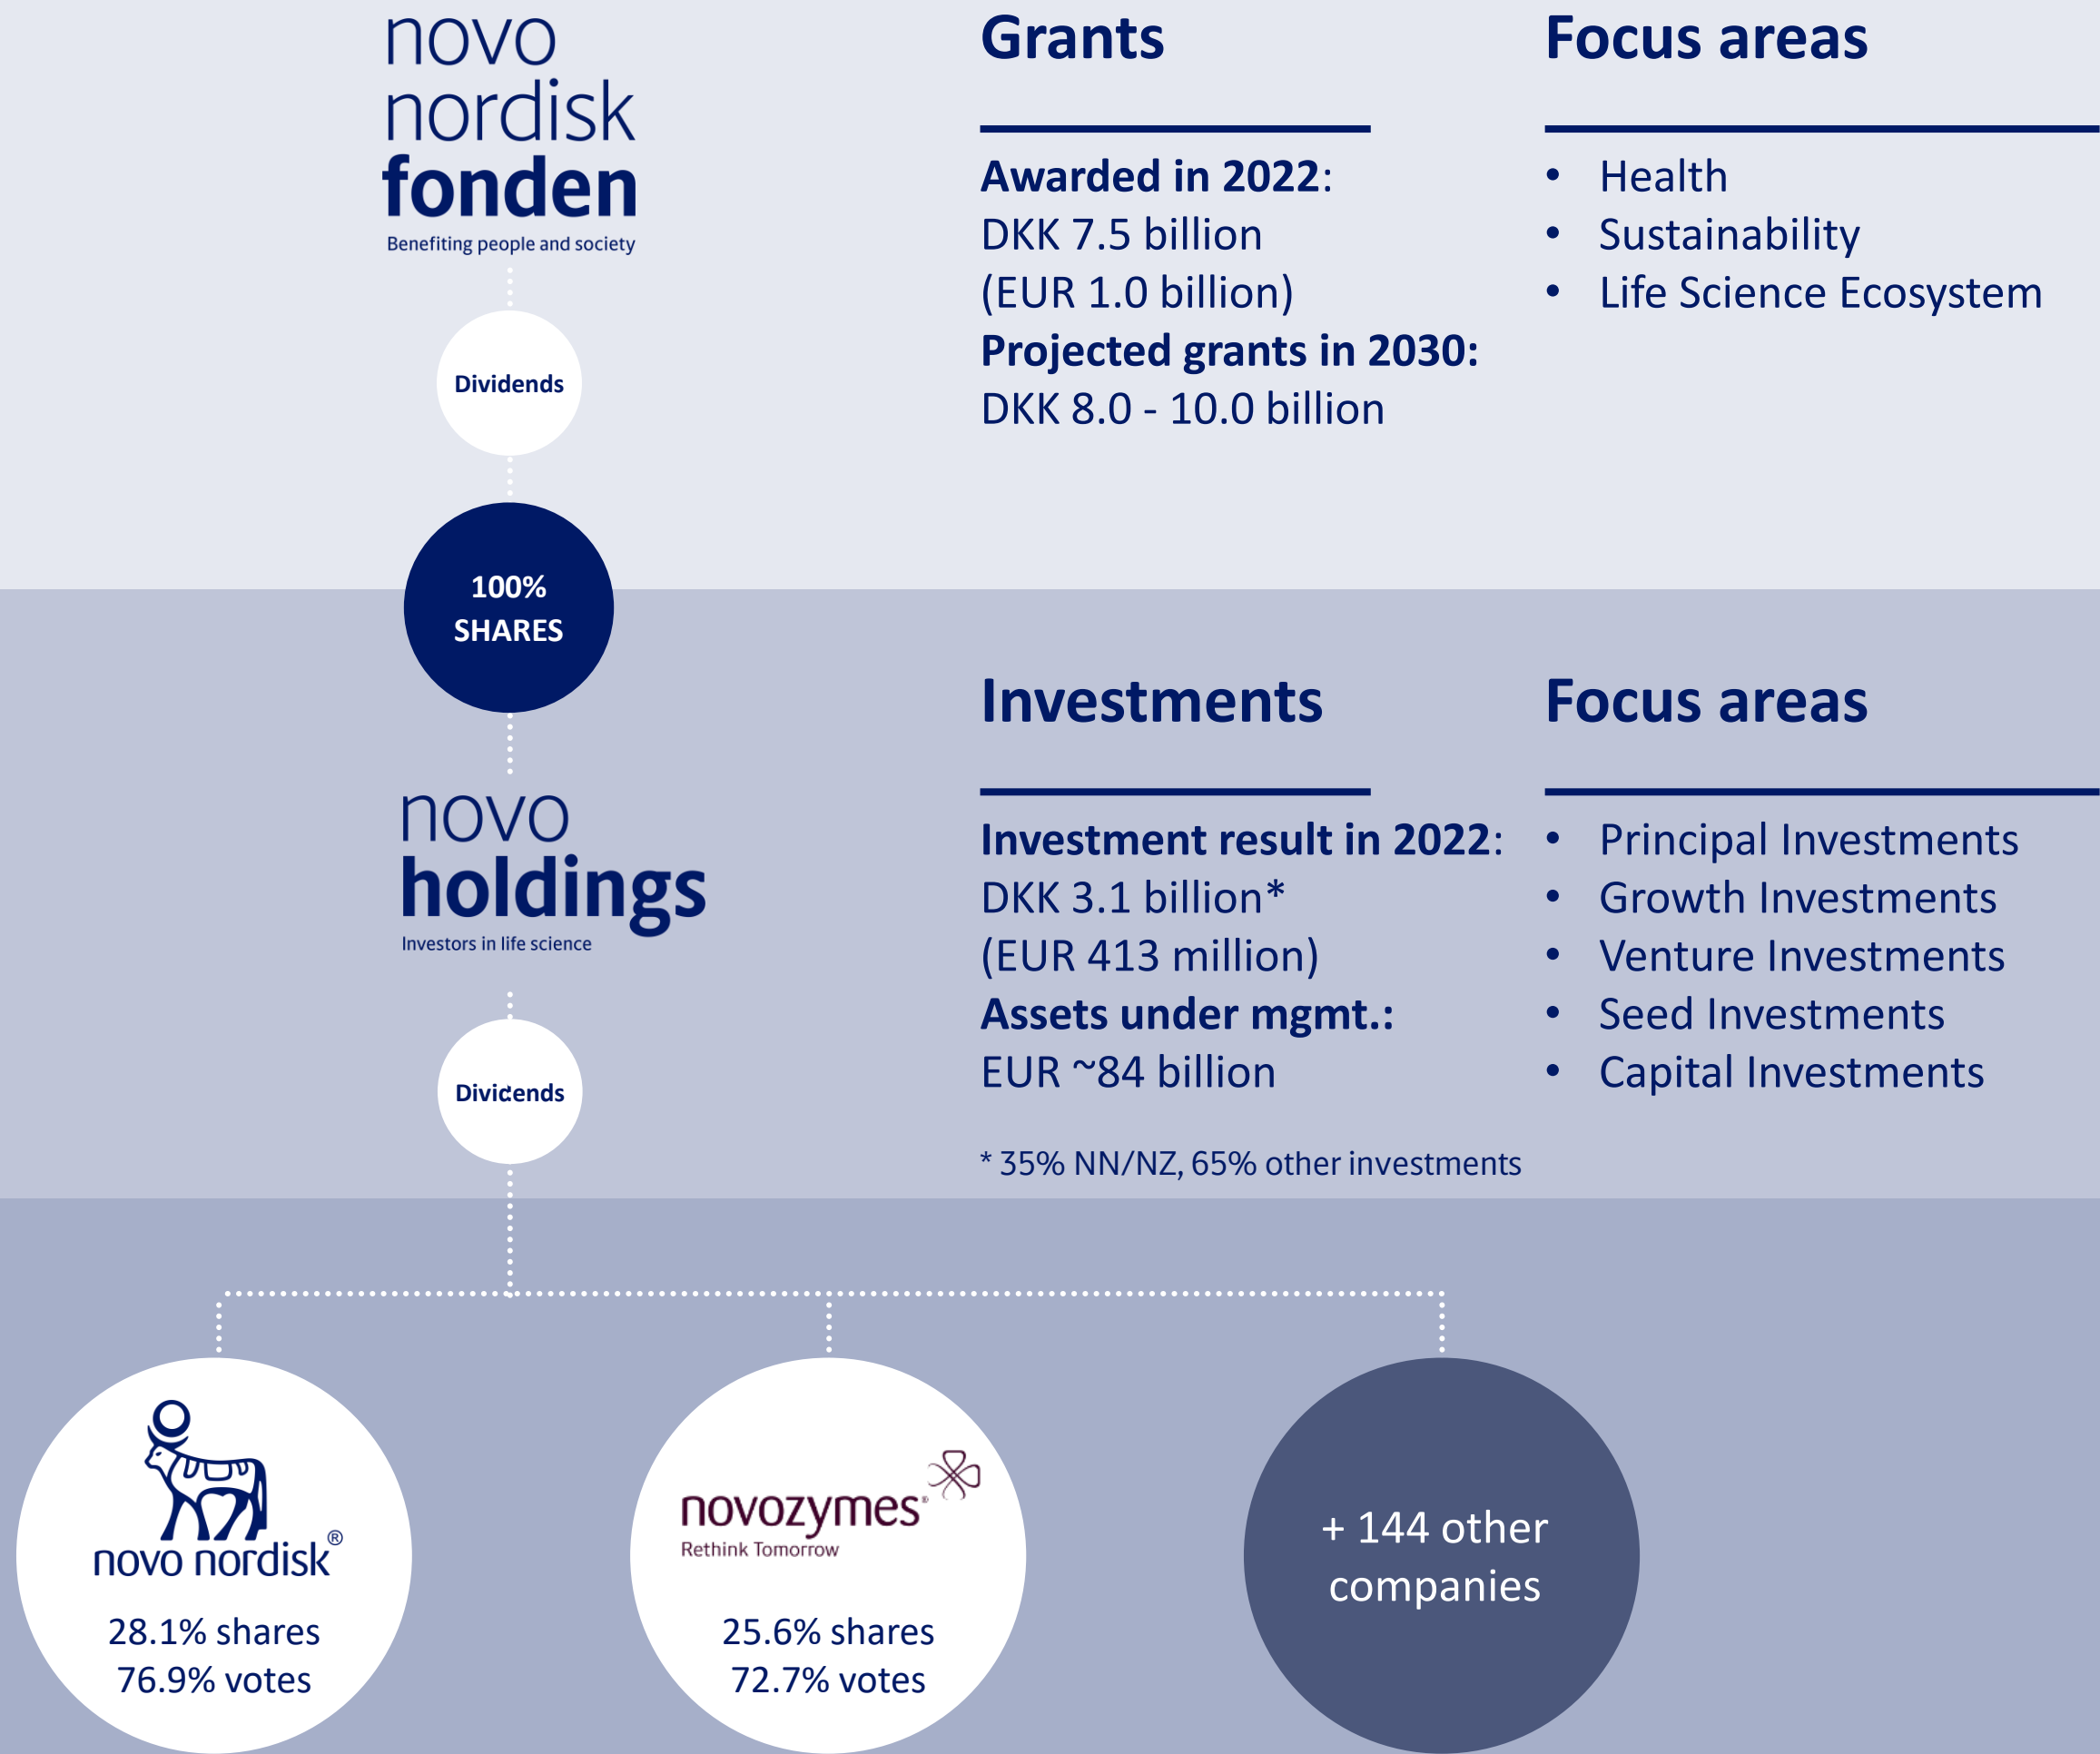 novo
nordisk
fonden
Benefiting people and society
Dividends
100%
SHARES
Grants
Awarded in 2022:
DKK 7.5 billion
(EUR 1.0 billion)
Projected grants in 2030:
DKK 8.0 - 10.0 billion
Focus areas
• Health
• Sustainability
• Life Science Ecosystem
novo
holdings
Investors in life science
Dividends
Investments
Investment result in 2022:
DKK 3.1 billion*
(EUR 413 million)
Assets under mgmt.:
EUR ~84 billion
* 35% NN/NZ, 65% other investments
Focus areas
• Principal Investments
• Growth Investments
• Venture Investments
• Seed Investments
• Capital Investments
novo nordisk®
28.1% shares
76.9% votes
novozymes®
Rethink Tomorrow
25.6% shares
72.7% votes
+ 144 other
companies